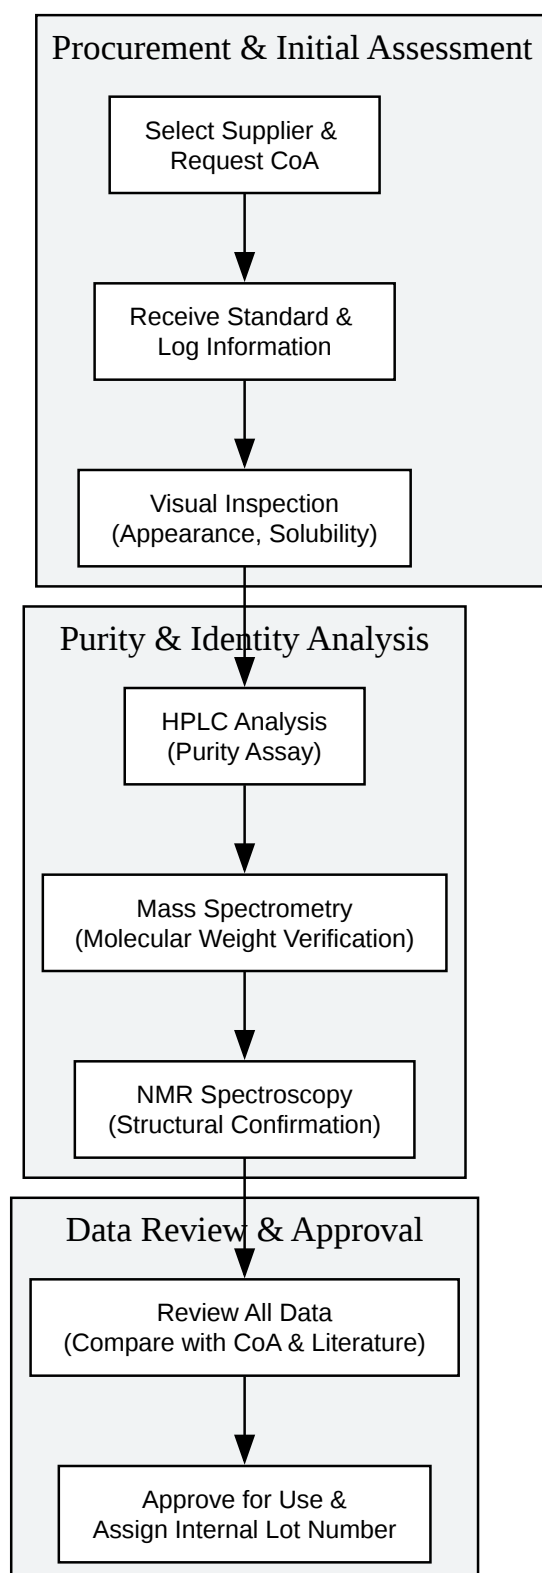 Procurement & Initial Assessment
Select Supplier &
Request CoA
Receive Standard &
Log Information
Visual Inspection
(Appearance, Solubility)
Purity & Identity Analysis
HPLC Analysis
(Purity Assay)
Mass Spectrometry
(Molecular Weight Verification)
NMR Spectroscopy
(Structural Confirmation)
Data Review & Approval
Review All Data
(Compare with CoA & Literature)
Approve for Use &
Assign Internal Lot Number